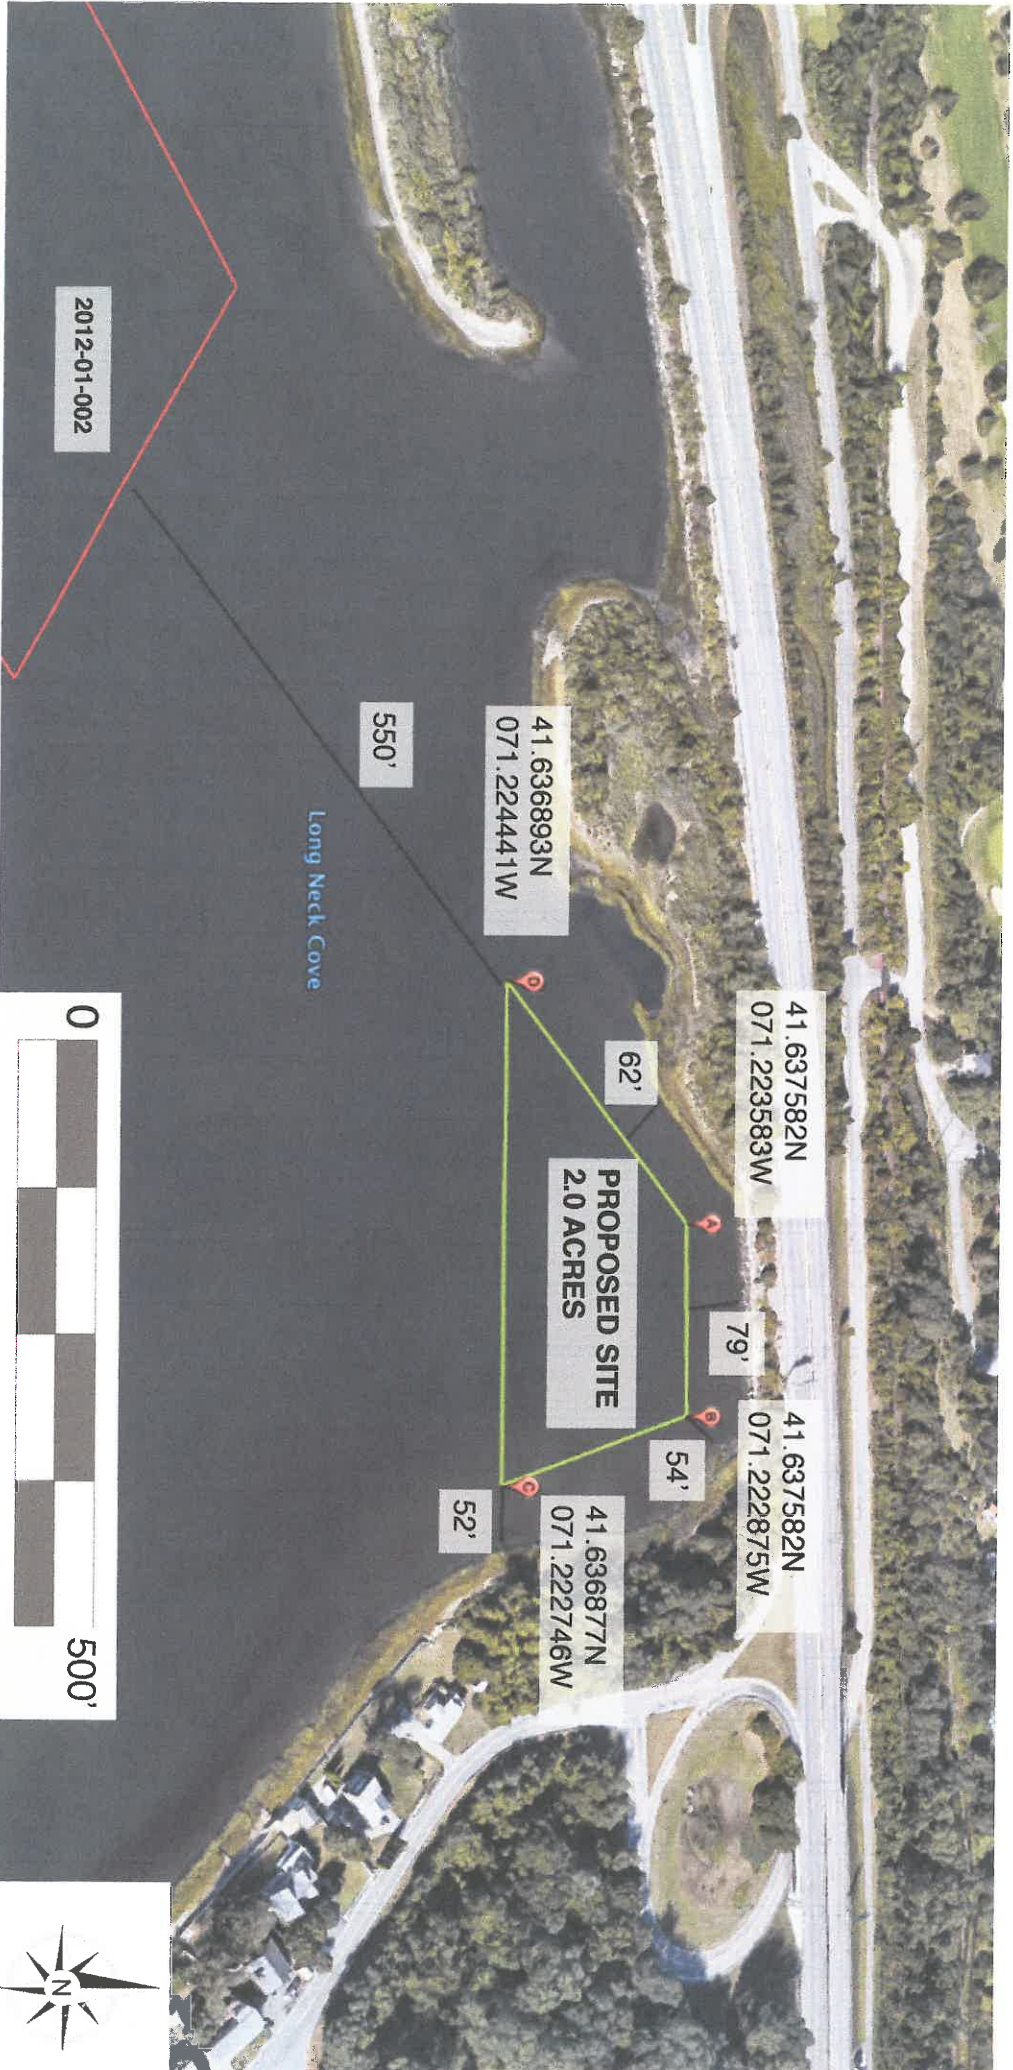 41.637582N
071.223583W
41.637582N
071.222875W
79'
A
B
62'
54'
PROPOSED SITE
2.0 ACRES
41.636893N
071.224441W
D
C
41.636877N
071.222746W
52'
550'
Long Neck Cove
2012-01-002
0
500'
N